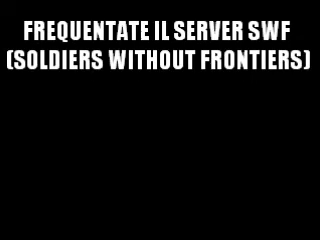 FREQUENTATE IL SERVER SWF
(SOLDIERS WITHOUT FRONTIERS)